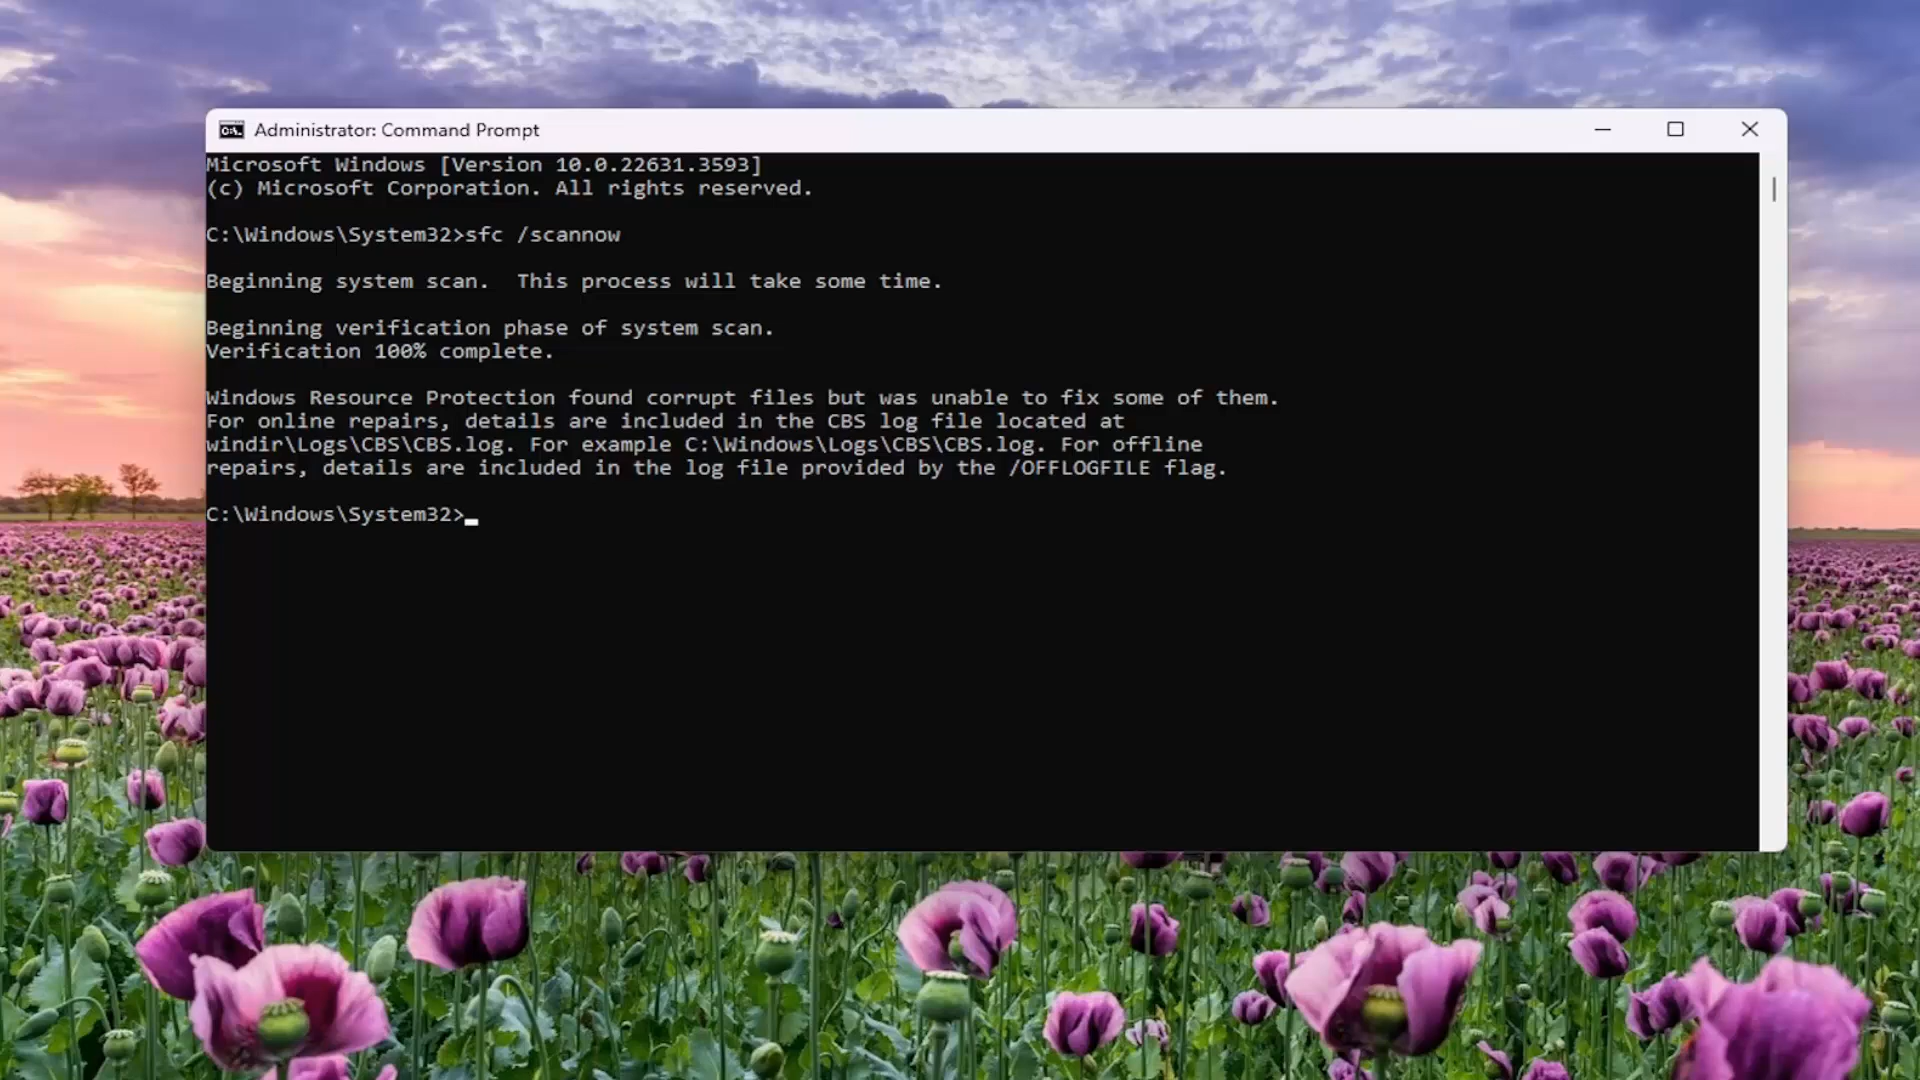 Administrator: Command Prompt
Microsoft Windows [Version 10.0.22631.3593]
(c) Microsoft Corporation. All rights reserved.
C:\Windows\System32>sfc /scannow
Beginning system scan.  This process will take some time.
Beginning verification phase of system scan.
Verification 100% complete.
Windows Resource Protection found corrupt files but was unable to fix some of them.
For online repairs, details are included in the CBS log file located at
windir\Logs\CBS\CBS.log. For example C:\Windows\Logs\CBS\CBS.log. For offline
repairs, details are included in the log file provided by the /OFFLOGFILE flag.
C:\Windows\System32>